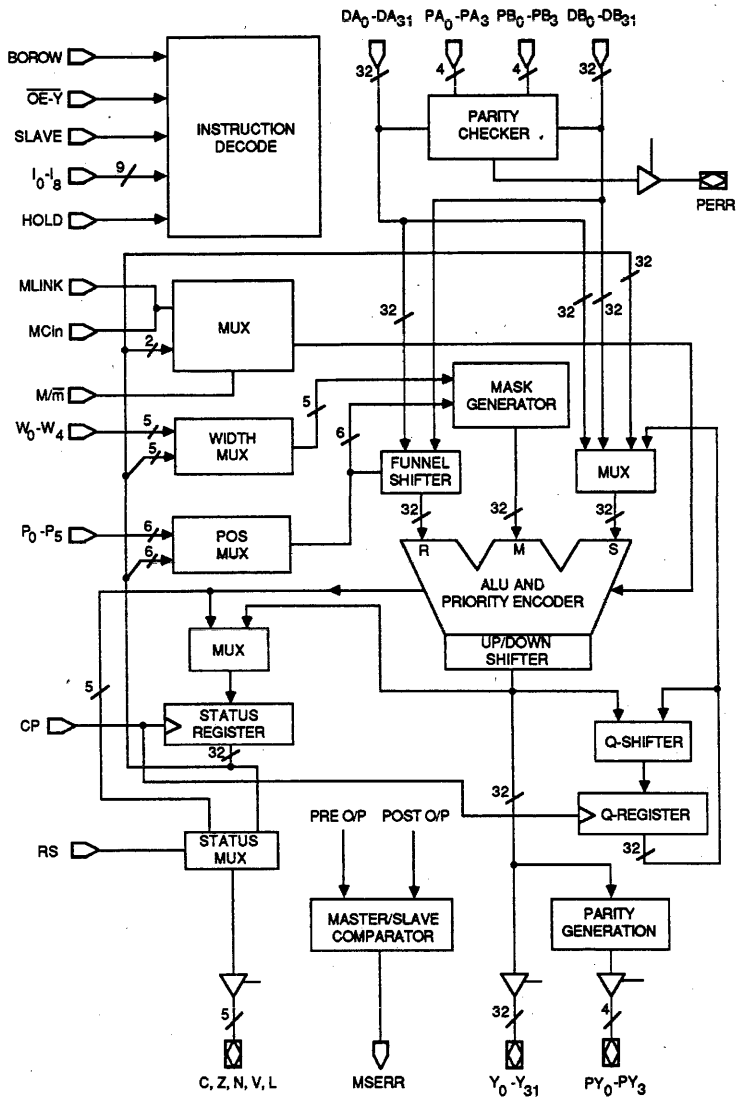 DA0-DA31 PA0-PA3 PB0-PB3 DB0-DB31
BOROW
OE-Y
SLAVE
I0-I8
9
HOLD
INSTRUCTION
DECODE
32
4
4
32
PARITY
CHECKER
PERR
MLINK
MCin
2
M/m
MUX
32
32
32
32
W0-W4
5
5
WIDTH
MUX
5
6
MASK
GENERATOR
FUNNEL
SHIFTER
MUX
P0-P5
6
6
POS
MUX
32
32
32
R
M
S
ALU AND
PRIORITY ENCODER
UP/DOWN
SHIFTER
MUX
5
CP
STATUS
REGISTER
32
Q-SHIFTER
32
Q-REGISTER
32
RS
STATUS
MUX
PRE O/P
POST O/P
MASTER/SLAVE
COMPARATOR
PARITY
GENERATION
5
32
4
C, Z, N, V, L
MSERR
Y0-Y31
PY0-PY3